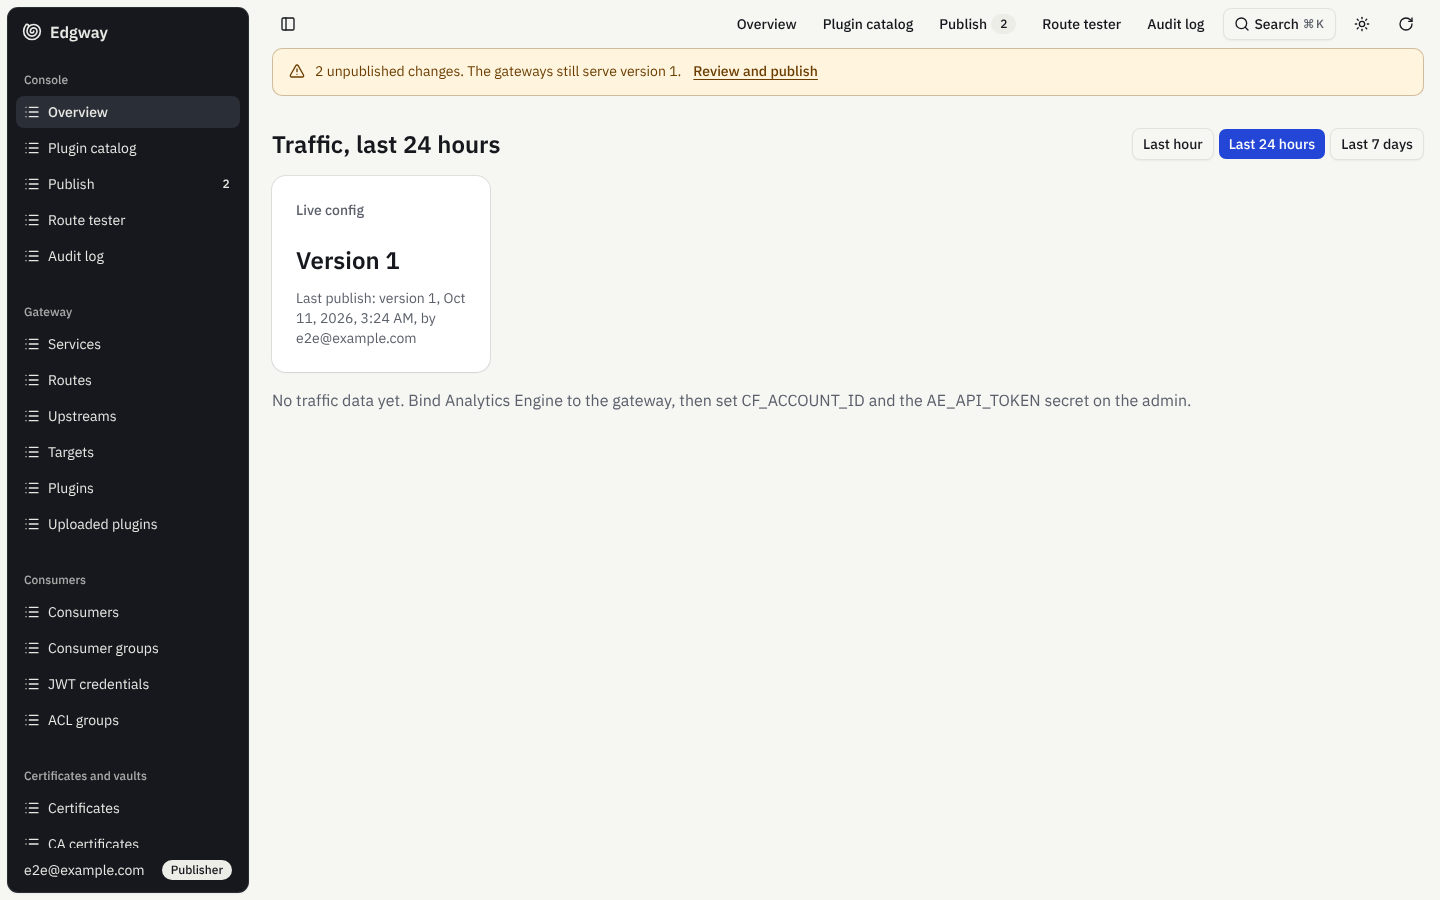 Edgway
Console
Overview
Plugin catalog
Publish 2
Route tester
Audit log
Gateway
Services
Routes
Upstreams
Targets
Plugins
Uploaded plugins
Consumers
Consumers
Consumer groups
JWT credentials
ACL groups
Certificates and vaults
Certificates
CA certificates
e2e@example.com Publisher
Overview Plugin catalog Publish 2 Route tester Audit log Search ⌘K
2 unpublished changes. The gateways still serve version 1. Review and publish
Traffic, last 24 hours
Last hour Last 24 hours Last 7 days
Live config
Version 1
Last publish: version 1, Oct
11, 2026, 3:24 AM, by
e2e@example.com
No traffic data yet. Bind Analytics Engine to the gateway, then set CF_ACCOUNT_ID and the AE_API_TOKEN secret on the admin.